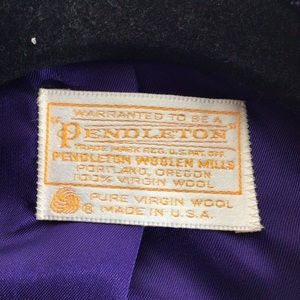 WARRANTED TO BE A
"PENDLETON"
TRADE MARK REG. U.S. PAT. OFF.
PENDLETON WOOLEN MILLS
PORTLAND, OREGON
100% VIRGIN WOOL
PURE VIRGIN WOOL
8 MADE IN U.S.A.